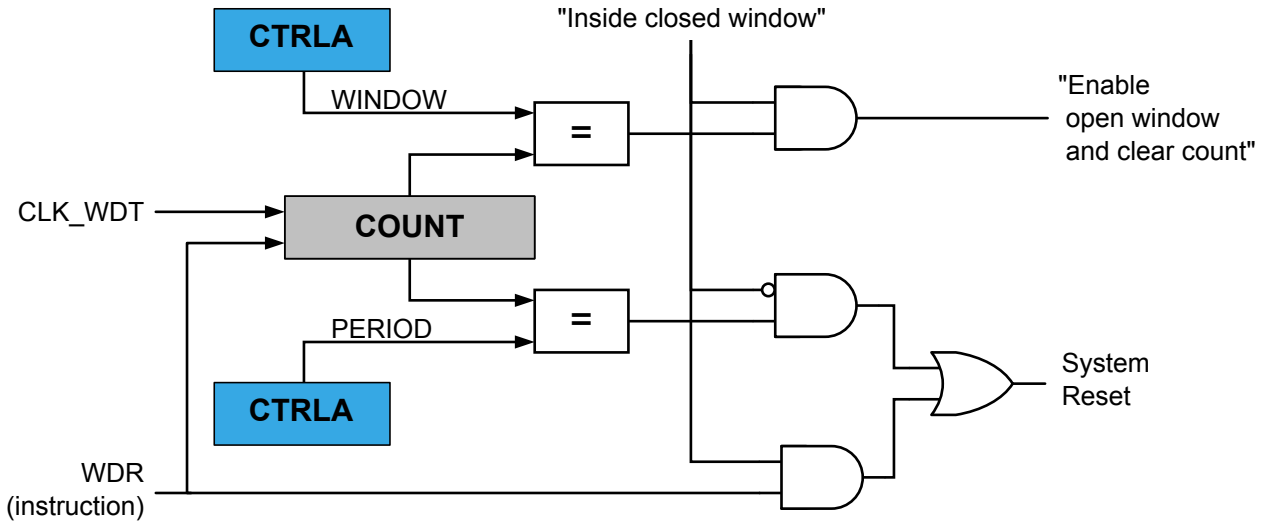 "Inside closed window"
CTRLA
WINDOW
=
"Enable
open window
and clear count"
CLK_WDT
COUNT
=
PERIOD
CTRLA
System
Reset
WDR
(instruction)